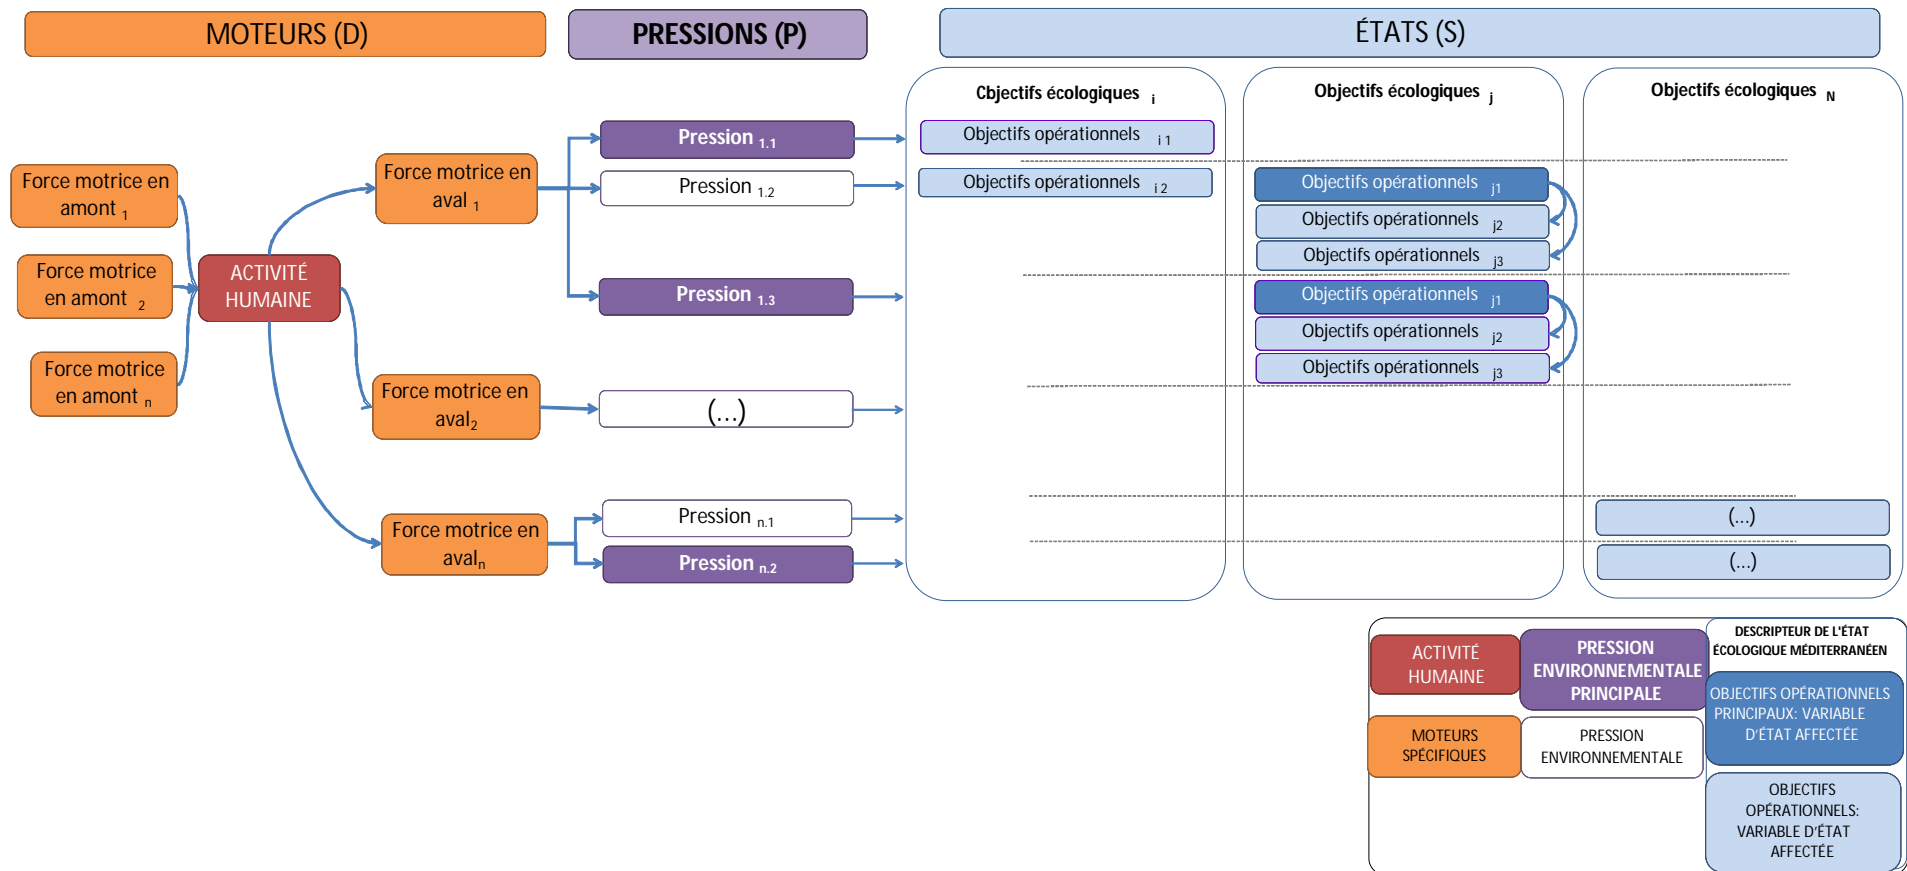 MOTEURS (D)
PRESSIONS (P)
ÉTATS (S)
Cbjectifs écologiques i
Objectifs écologiques j
Objectifs écologiques N
Force motrice en
amont 1
Force motrice
en amont 2
Force motrice
en amont n
ACTIVITÉ
HUMAINE
Force motrice en
aval 1
Force motrice en
aval2
Force motrice en
avaln
Pression 1.1
Pression 1.2
Pression 1.3
(...)
Pression n.1
Pression n.2
Objectifs opérationnels i 1
Objectifs opérationnels i 2
Objectifs opérationnels j1
Objectifs opérationnels j2
Objectifs opérationnels j3
Objectifs opérationnels j1
Objectifs opérationnels j2
Objectifs opérationnels j3
(...)
(...)
ACTIVITÉ
HUMAINE
PRESSION
ENVIRONNEMENTALE
PRINCIPALE
MOTEURS
SPÉCIFIQUES
PRESSION
ENVIRONNEMENTALE
DESCRIPTEUR DE L'ÉTAT
ÉCOLOGIQUE MÉDITERRANÉEN
OBJECTIFS OPÉRATIONNELS
PRINCIPAUX: VARIABLE
D'ÉTAT AFFECTÉE
OBJECTIFS
OPÉRATIONNELS:
VARIABLE D'ÉTAT
AFFECTÉE